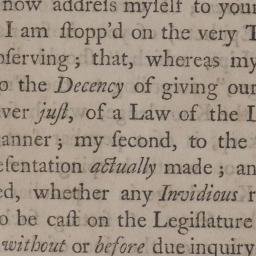 now addreſs myſelf to your
I am ſtopp'd on the very T
bſerving ; that, whereas my
o the Decency of giving our
ver juſt, of a Law of the L
anner ; my ſecond, to the
eſentation actually made ; an
ed, whether any Invidious r
o be caſt on the Legiſlature
without or before due inquiry